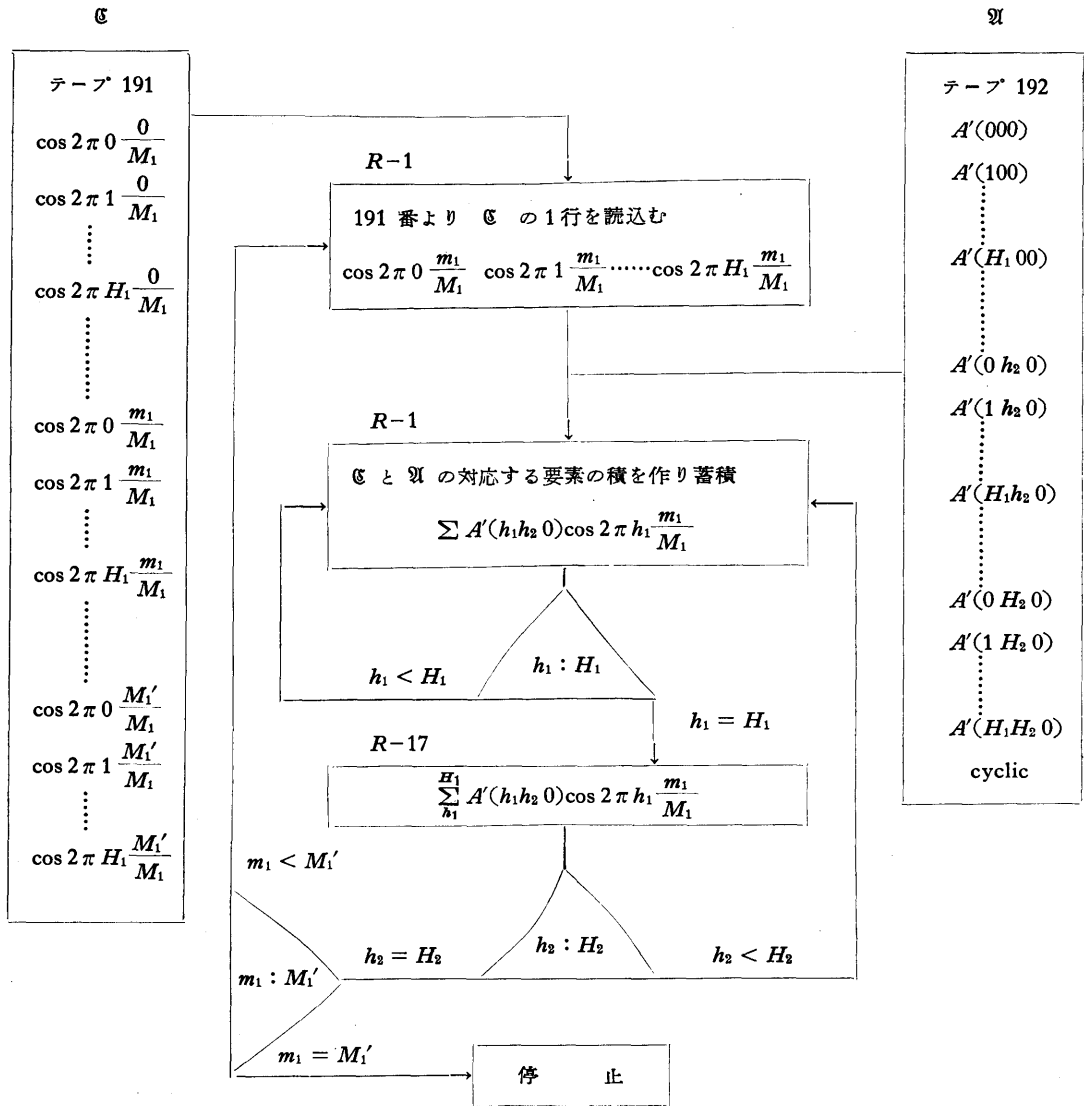 ℭ
テープ 191
cos 2π 0 0/M₁
cos 2π 1 0/M₁
⋮
cos 2π H₁ 0/M₁
⋮
cos 2π 0 m₁/M₁
cos 2π 1 m₁/M₁
⋮
cos 2π H₁ m₁/M₁
⋮
cos 2π 0 M₁′/M₁
cos 2π 1 M₁′/M₁
⋮
cos 2π H₁ M₁′/M₁
R−1
191 番より ℭ の1行を読込む
cos 2π 0 m₁/M₁ cos 2π 1 m₁/M₁ ⋯⋯ cos 2π H₁ m₁/M₁
R−1
ℭ と 𝔄 の対応する要素の積を作り蓄積
∑ A′(h₁h₂ 0) cos 2π h₁ m₁/M₁
h₁ < H₁
h₁ : H₁
h₁ = H₁
R−17
∑_{h₁}^{H₁} A′(h₁h₂ 0) cos 2π h₁ m₁/M₁
m₁ < M₁′
h₂ = H₂
h₂ : H₂
h₂ < H₂
m₁ : M₁′
m₁ = M₁′
停 止
𝔄
テープ 192
A′(000)
A′(100)
⋮
A′(H₁ 00)
⋮
A′(0 h₂ 0)
A′(1 h₂ 0)
⋮
A′(H₁h₂ 0)
⋮
A′(0 H₂ 0)
A′(1 H₂ 0)
⋮
A′(H₁H₂ 0)
cyclic